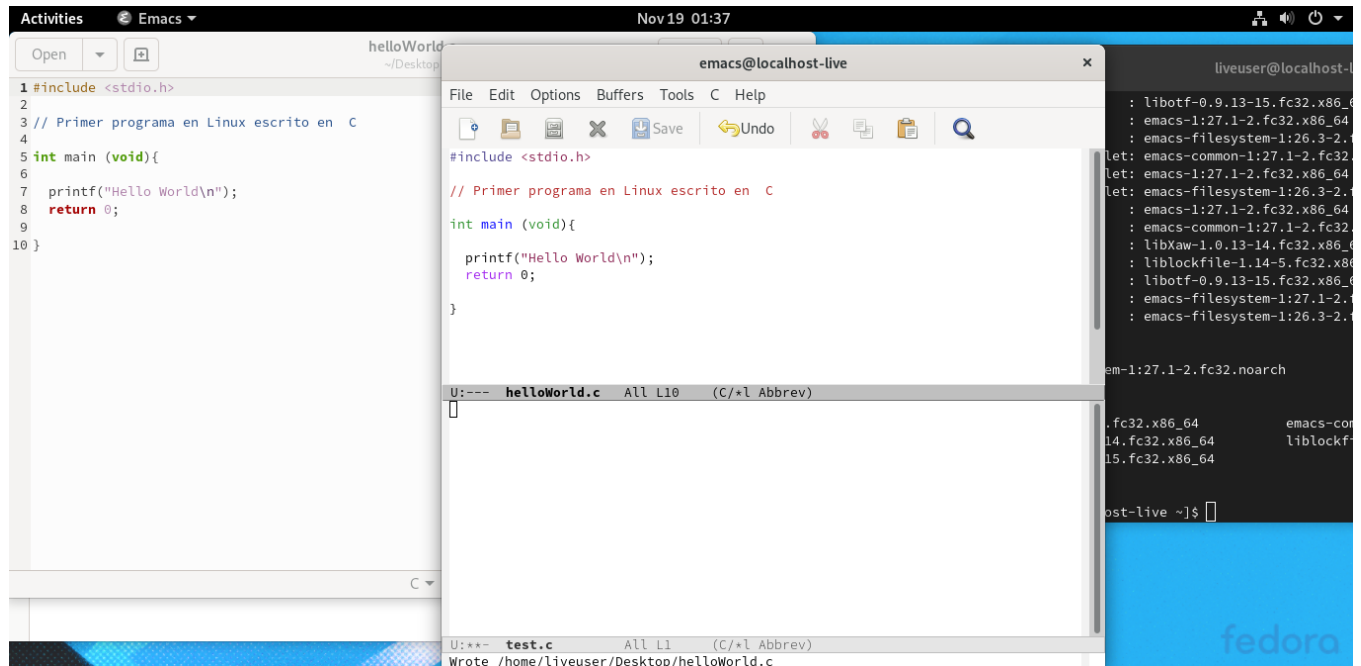 Activities Emacs Nov 19 01:37
Open helloWorld
~/Desktop
1 #include <stdio.h>
2
3 // Primer programa en Linux escrito en  C
4
5 int main (void){
6
7   printf("Hello World\n");
8   return 0;
9
10 }
C
emacs@localhost-live ×
File Edit Options Buffers Tools C Help
Save Undo
#include <stdio.h>
// Primer programa en Linux escrito en  C
int main (void){
  printf("Hello World\n");
  return 0;
}
U:---  helloWorld.c   All L10    (C/*l Abbrev)
U:**-  test.c         All L1     (C/*l Abbrev)
Wrote /home/liveuser/Desktop/helloWorld.c
liveuser@localhost-l
: libotf-0.9.13-15.fc32.x86_6
: emacs-1:27.1-2.fc32.x86_64
: emacs-filesystem-1:26.3-2.f
let: emacs-common-1:27.1-2.fc32.
let: emacs-1:27.1-2.fc32.x86_64
let: emacs-filesystem-1:26.3-2.f
: emacs-1:27.1-2.fc32.x86_64
: emacs-common-1:27.1-2.fc32.
: libXaw-1.0.13-14.fc32.x86_6
: liblockfile-1.14-5.fc32.x86
: libotf-0.9.13-15.fc32.x86_6
: emacs-filesystem-1:27.1-2.f
: emacs-filesystem-1:26.3-2.f
em-1:27.1-2.fc32.noarch
.fc32.x86_64 emacs-com
14.fc32.x86_64 liblockf
15.fc32.x86_64
ost-live ~]$
fedora